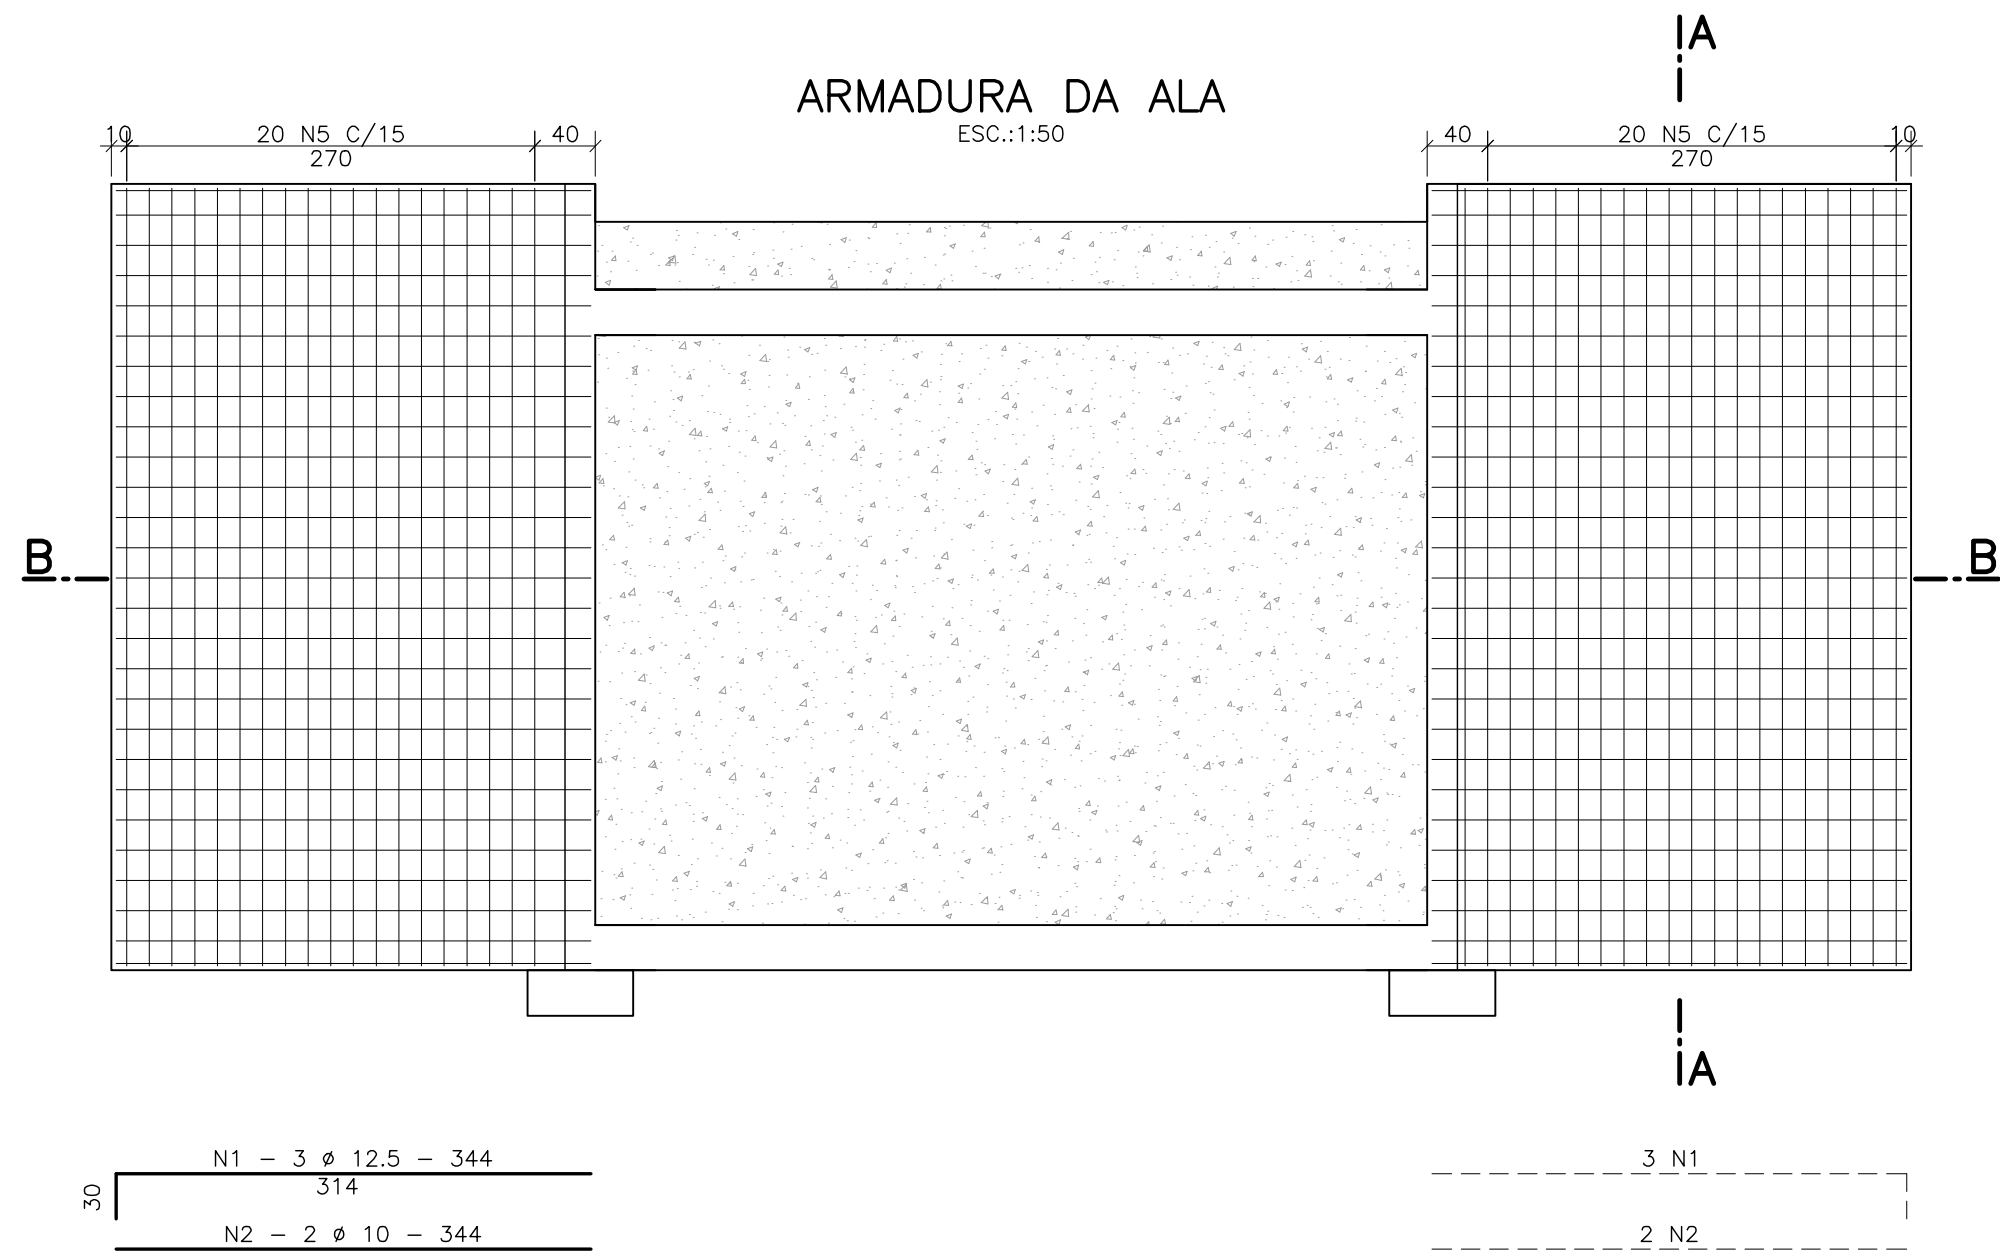 A
ARMADURA DA ALA
ESC.:1:50
10 20 N5 C/15 40
270
40 20 N5 C/15 10
270
B B
A
N1 - 3 ø 12.5 - 344
314
30
3 N1
N2 - 2 ø 10 - 344
2 N2